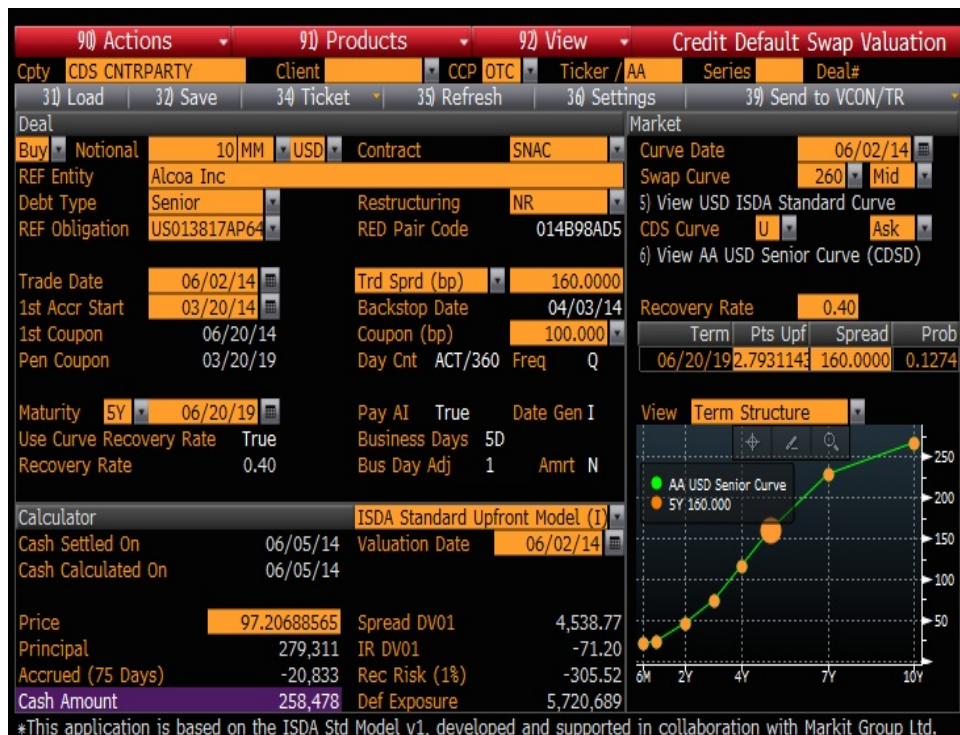 90) Actions 91) Products 92) View Credit Default Swap Valuation
Cpty CDS CNTRPARTY Client CCP OTC Ticker / AA Series Deal#
31) Load 32) Save 34) Ticket 35) Refresh 36) Settings 39) Send to VCON/TR
Deal Market
Buy Notional 10 MM USD Contract SNAC Curve Date 06/02/14
REF Entity Alcoa Inc Swap Curve 260 Mid
Debt Type Senior Restructuring NR 5) View USD ISDA Standard Curve
REF Obligation US013817AP64 RED Pair Code 014B98AD5 CDS Curve U Ask
6) View AA USD Senior Curve (CDSD)
Trade Date 06/02/14 Trd Sprd (bp) 160.0000
1st Accr Start 03/20/14 Backstop Date 04/03/14 Recovery Rate 0.40
1st Coupon 06/20/14 Coupon (bp) 100.000 Term Pts Upf Spread Prob
Pen Coupon 03/20/19 Day Cnt ACT/360 Freq Q 06/20/19 2.7931143 160.0000 0.1274
Maturity 5Y 06/20/19 Pay AI True Date Gen I View Term Structure
Use Curve Recovery Rate True Business Days 5D
Recovery Rate 0.40 Bus Day Adj 1 Amrt N
250
AA USD Senior Curve
5Y 160.000
200
Calculator ISDA Standard Upfront Model (I)
Cash Settled On 06/05/14 Valuation Date 06/02/14 150
Cash Calculated On 06/05/14 100
Price 97.20688565 Spread DV01 4,538.77 50
Principal 279,311 IR DV01 -71.20
Accrued (75 Days) -20,833 Rec Risk (1%) -305.52 6M 2Y 4Y 7Y 10Y
Cash Amount 258,478 Def Exposure 5,720,689
*This application is based on the ISDA Std Model v1, developed and supported in collaboration with Markit Group Ltd.